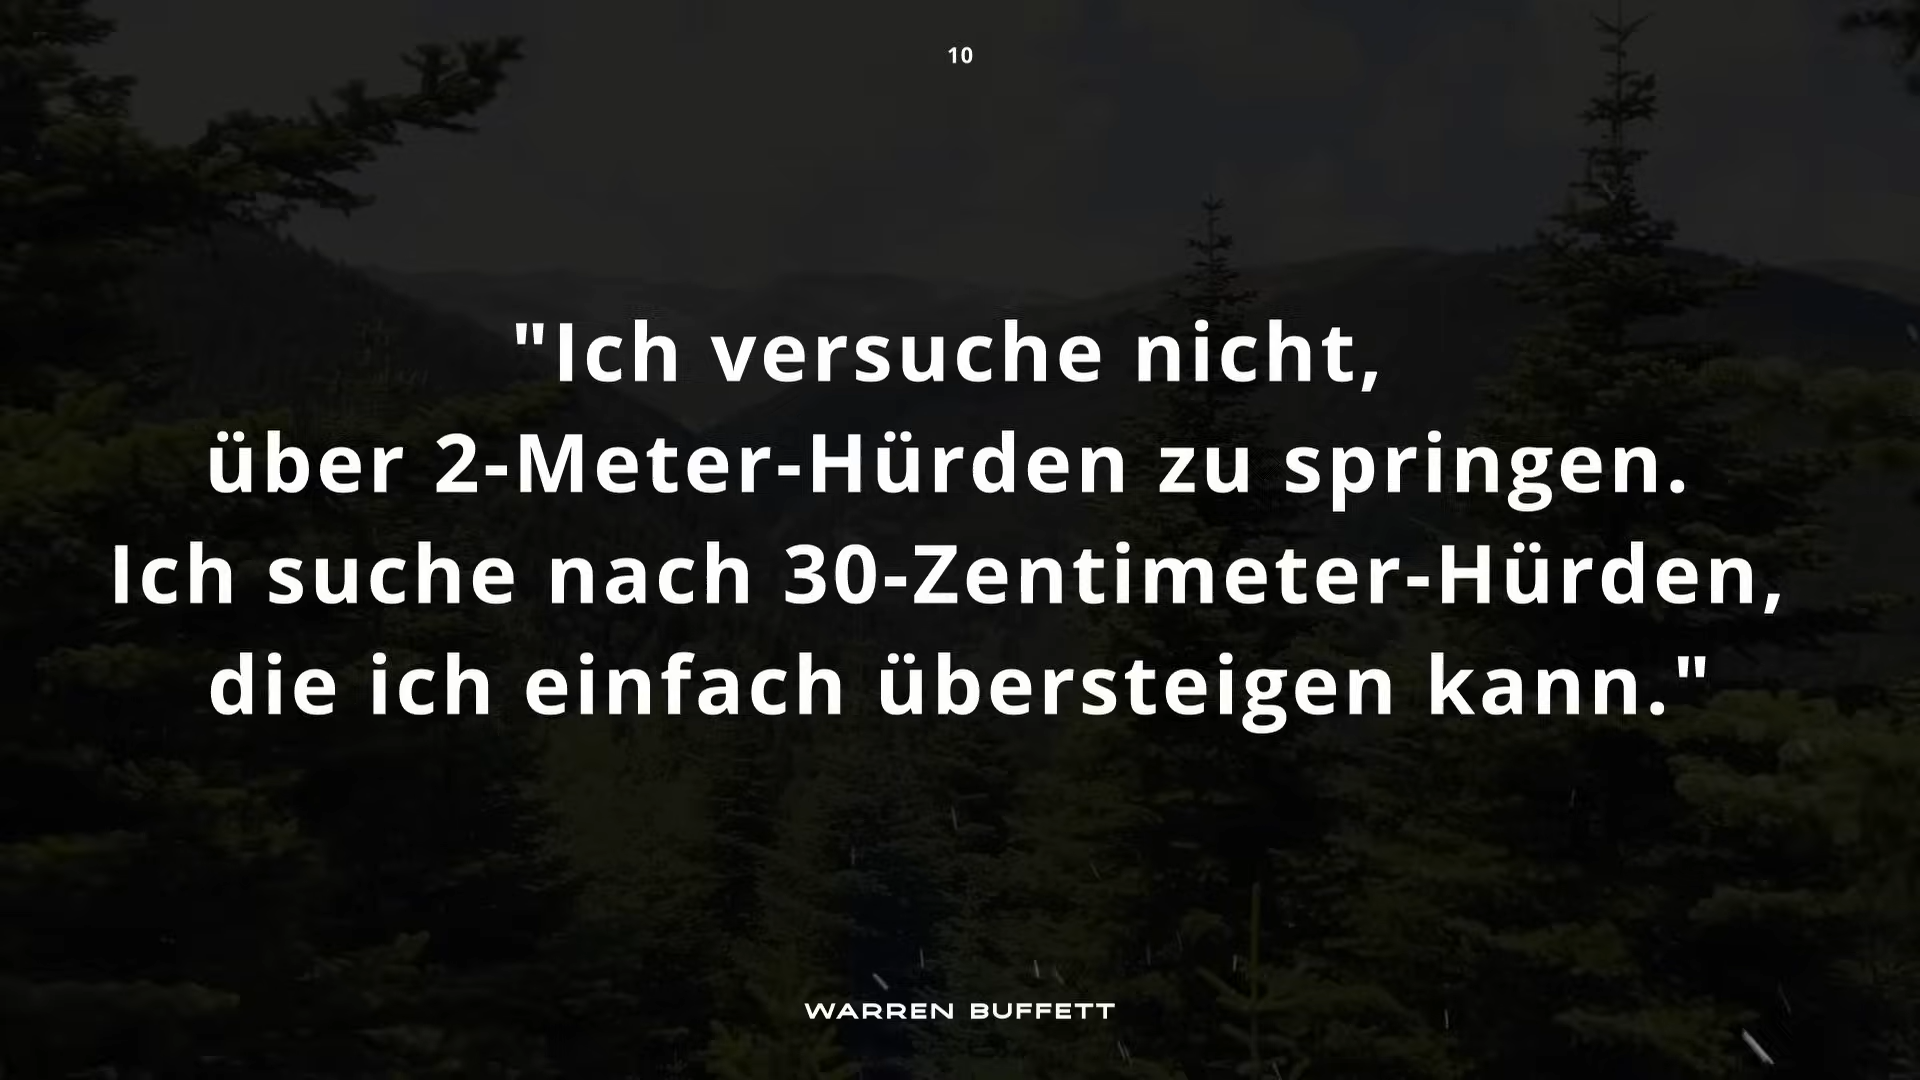 10
"Ich versuche nicht,
über 2-Meter-Hürden zu springen.
Ich suche nach 30-Zentimeter-Hürden,
die ich einfach übersteigen kann."
WARREN BUFFETT